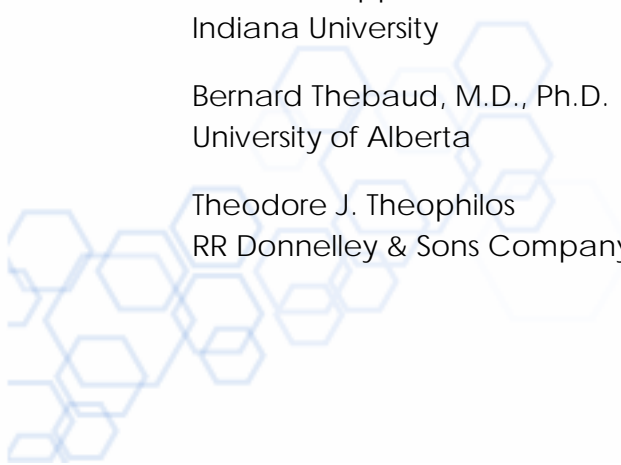 Indiana University
Bernard Thebaud, M.D., Ph.D.
University of Alberta
Theodore J. Theophilos
RR Donnelley & Sons Company